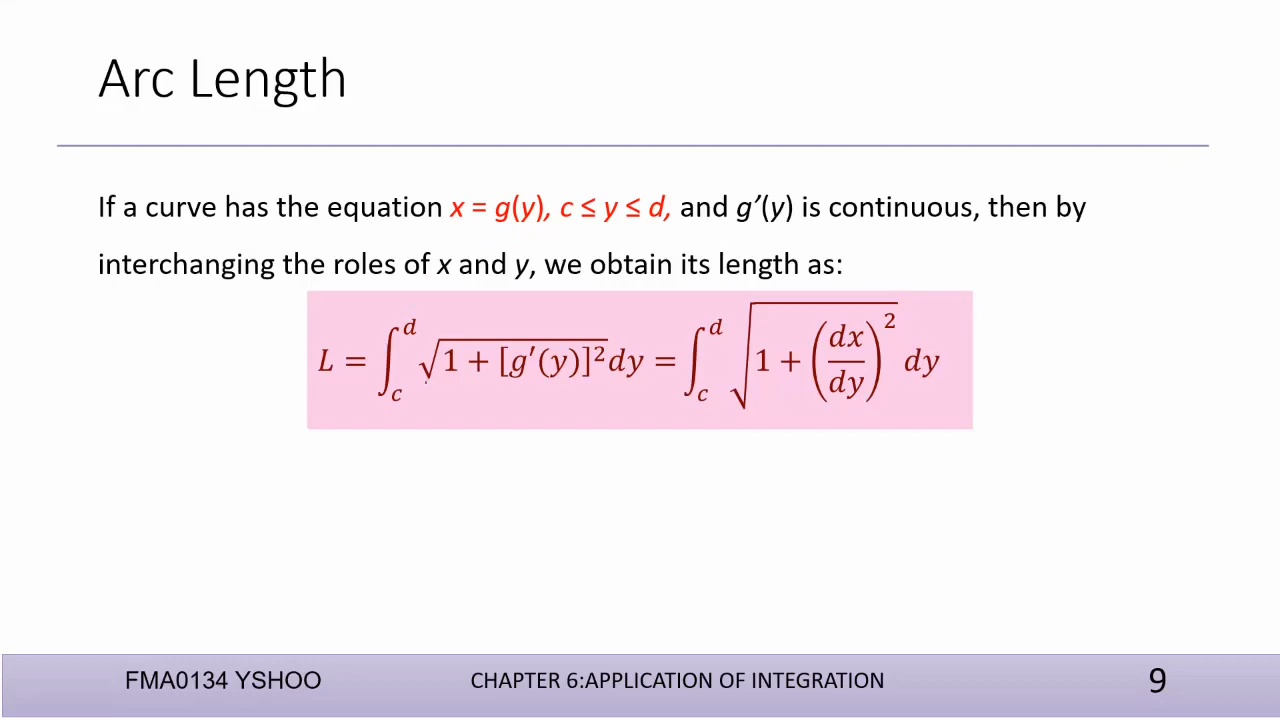 Arc Length
If a curve has the equation x = g(y), c ≤ y ≤ d, and g’(y) is continuous, then by
interchanging the roles of x and y, we obtain its length as:
L = ∫_c^d √(1 + [g′(y)]²) dy = ∫_c^d √(1 + (dx/dy)²) dy
FMA0134 YSHOO CHAPTER 6:APPLICATION OF INTEGRATION 9